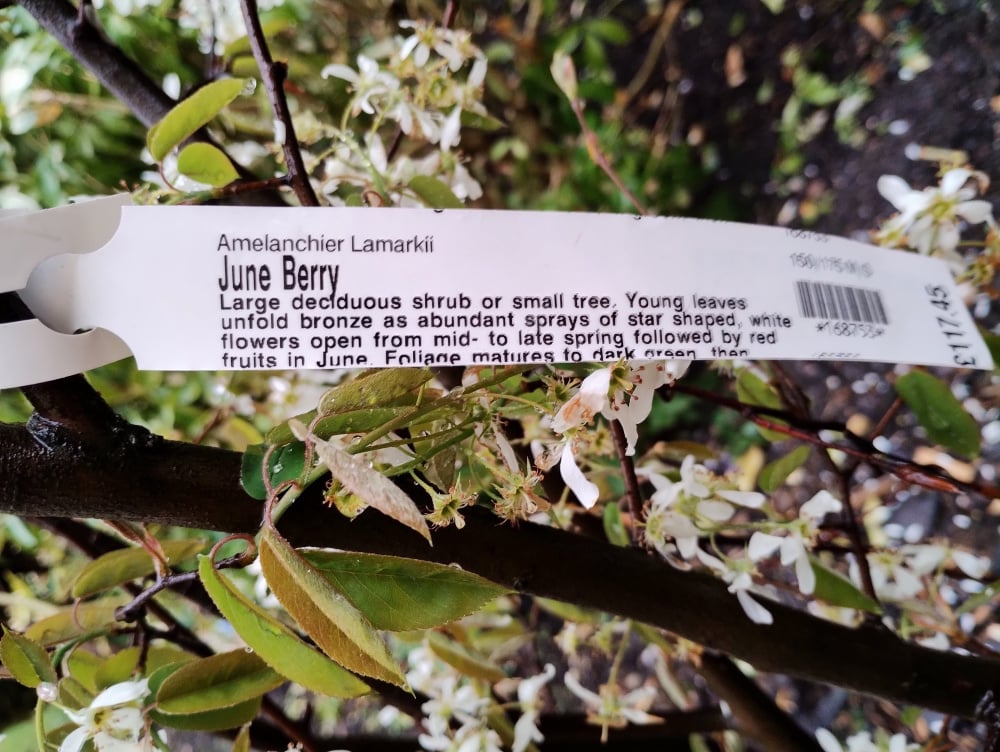 Amelanchier Lamarkii
June Berry
Large deciduous shrub or small tree. Young leaves
unfold bronze as abundant sprays of star shaped, white
flowers open from mid- to late spring followed by red
fruits in June. Foliage matures to dark green, then
*168755*
£117.45